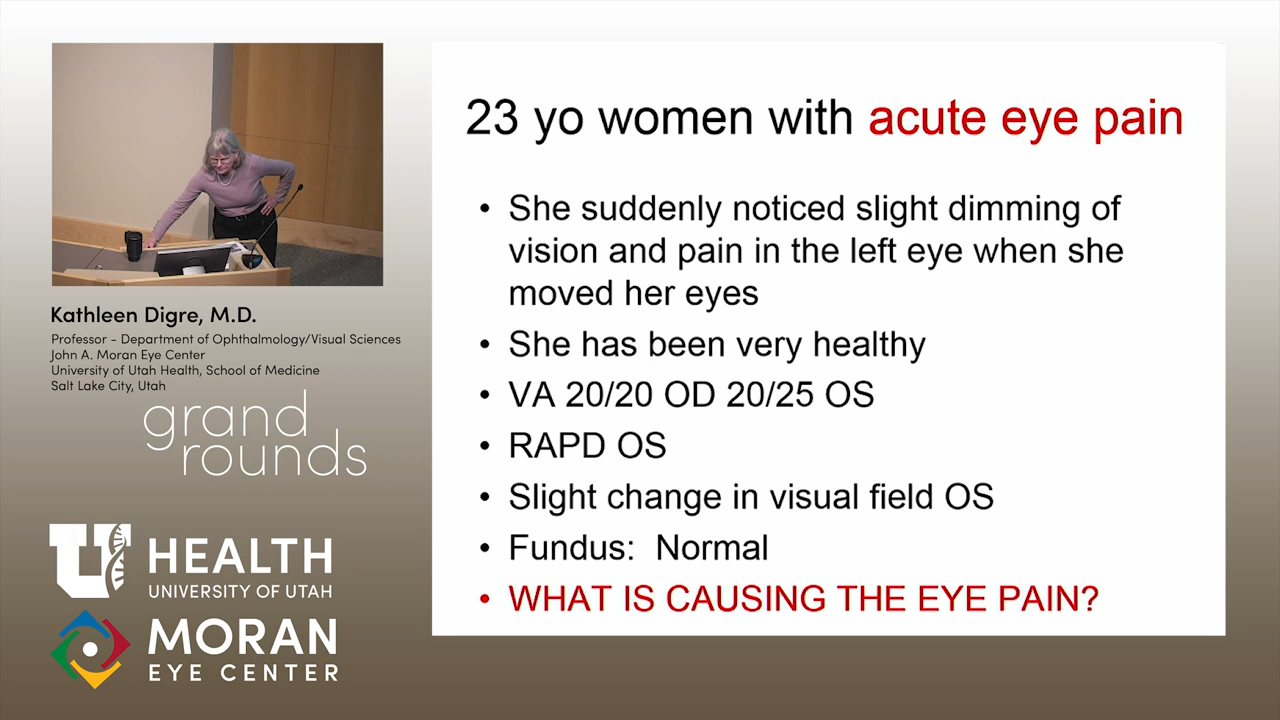 Kathleen Digre, M.D.
Professor - Department of Ophthalmology/Visual Sciences
John A. Moran Eye Center
University of Utah Health, School of Medicine
Salt Lake City, Utah
grand
rounds
U
HEALTH
UNIVERSITY OF UTAH
MORAN
EYE CENTER
23 yo women with acute eye pain
• She suddenly noticed slight dimming of
vision and pain in the left eye when she
moved her eyes
• She has been very healthy
• VA 20/20 OD 20/25 OS
• RAPD OS
• Slight change in visual field OS
• Fundus: Normal
• WHAT IS CAUSING THE EYE PAIN?